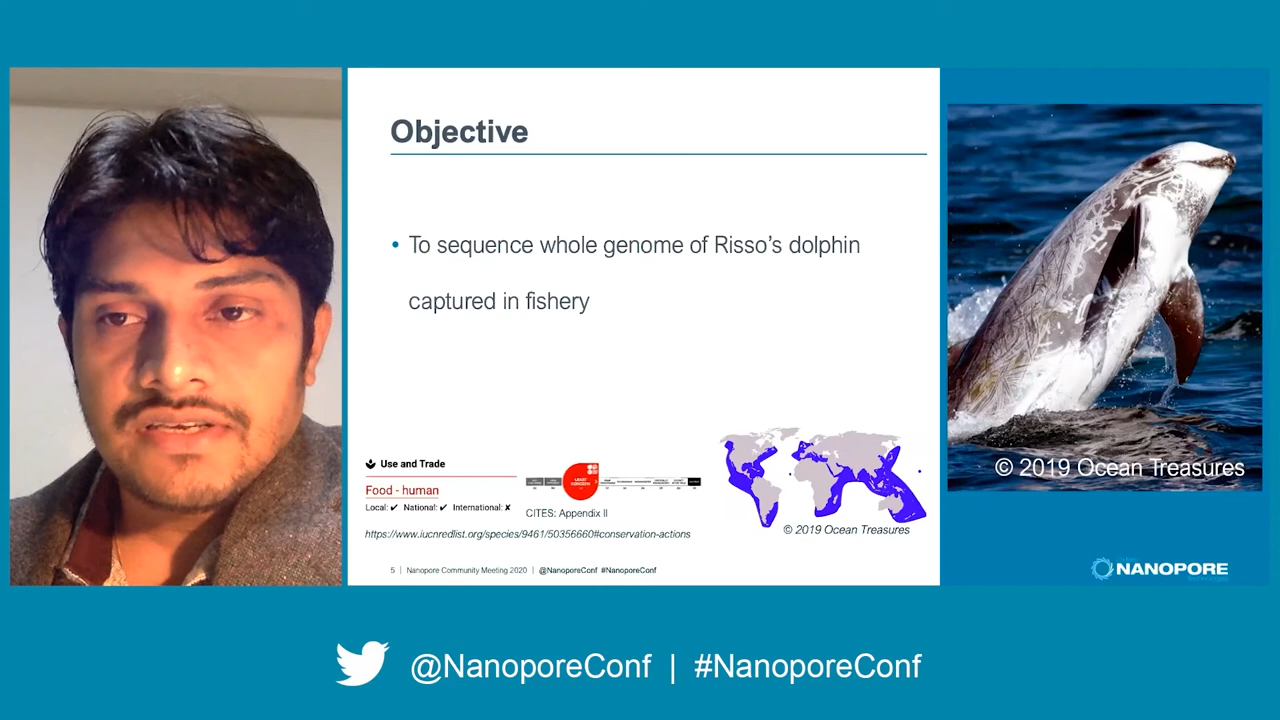 Objective
• To sequence whole genome of Risso’s dolphin
captured in fishery
Use and Trade
Food - human
Local: ✔ National: ✔ International: ✘
LEAST CONCERN
CITES: Appendix II
https://www.iucnredlist.org/species/9461/50356660#conservation-actions
© 2019 Ocean Treasures
5 | Nanopore Community Meeting 2020 | @NanoporeConf #NanoporeConf
© 2019 Ocean Treasures
NANOPORE
@NanoporeConf | #NanoporeConf